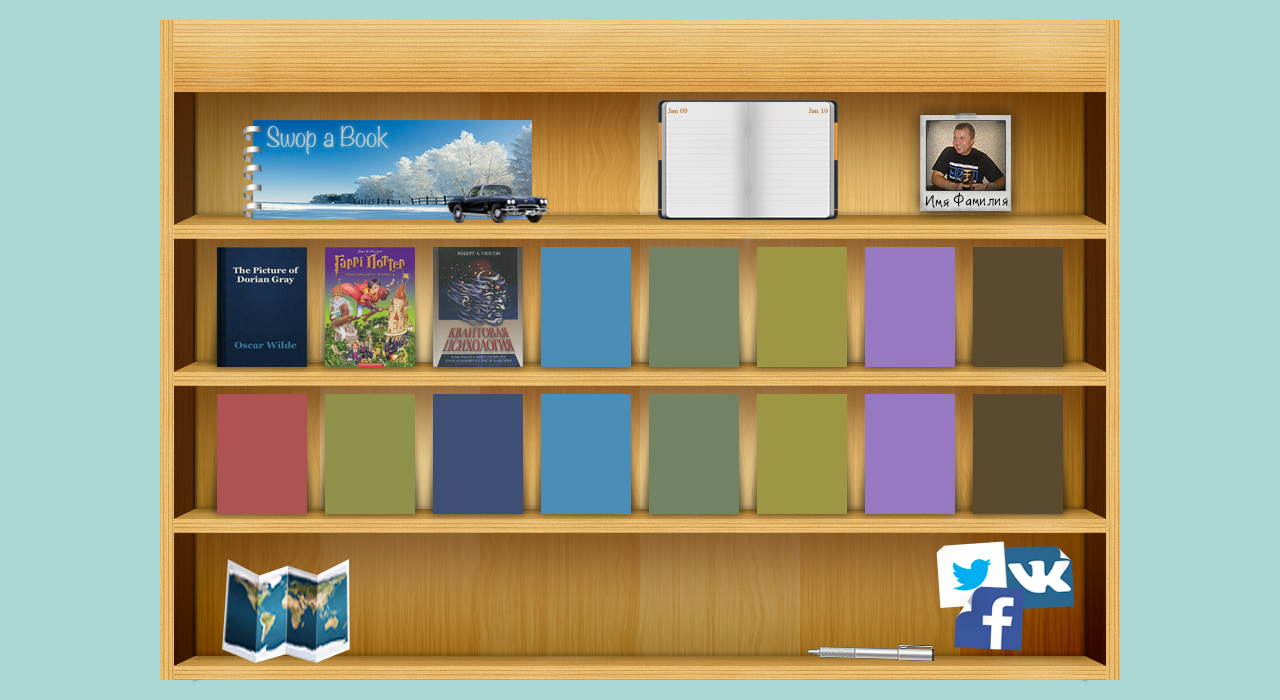 Swop a Book
Jan 09
Jan 10
Имя Фамилия
The Picture of
Dorian Gray
Oscar Wilde
Гаррі Поттер
РОБЕРТ А. УИЛСОН
КВАНТОВАЯ
ПСИХОЛОГИЯ